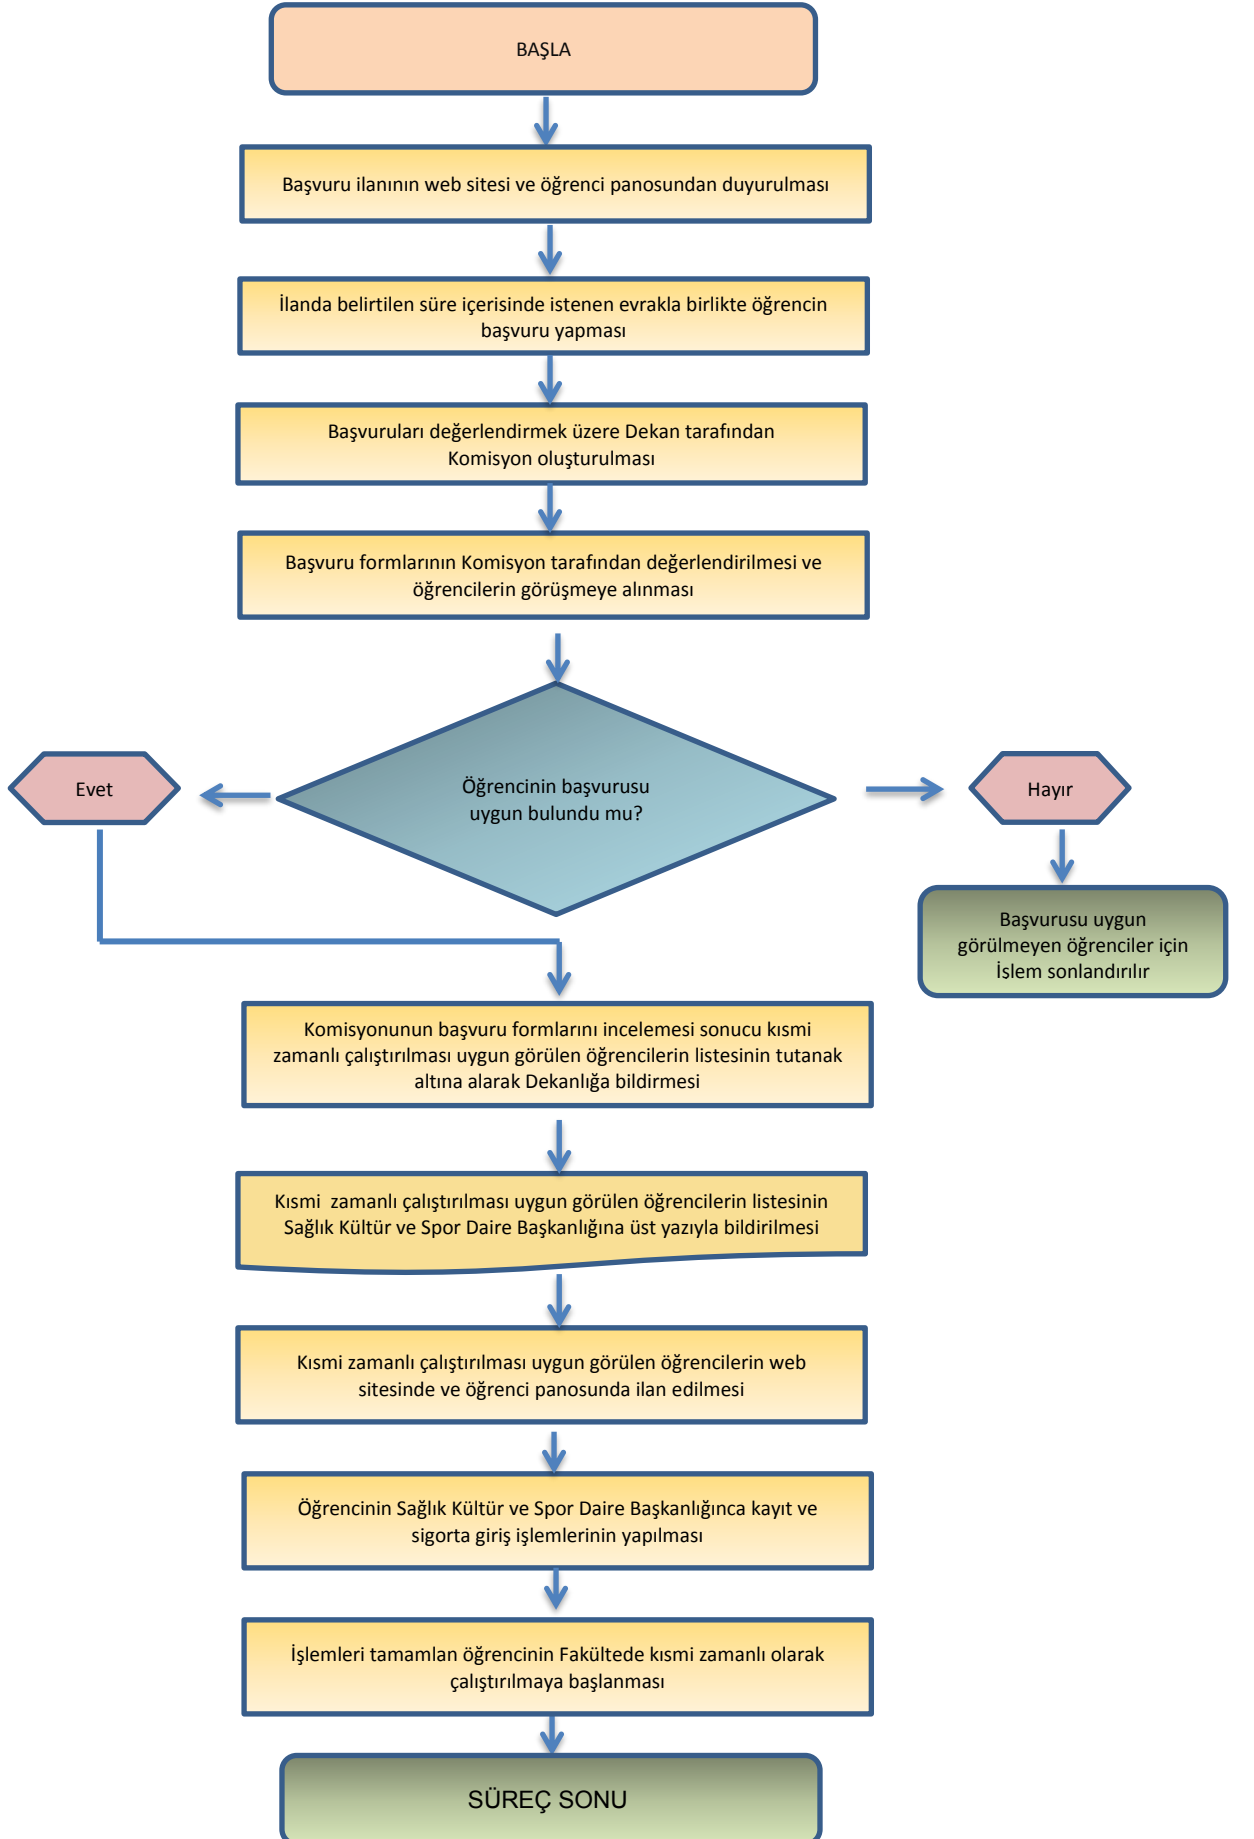 BAŞLA
Başvuru ilanının web sitesi ve öğrenci panosundan duyurulması
İlanda belirtilen süre içerisinde istenen evrakla birlikte öğrencin
başvuru yapması
Başvuruları değerlendirmek üzere Dekan tarafından
Komisyon oluşturulması
Başvuru formlarının Komisyon tarafından değerlendirilmesi ve
öğrencilerin görüşmeye alınması
Evet
Öğrencinin başvurusu
uygun bulundu mu?
Hayır
Başvurusu uygun
görülmeyen öğrenciler için
İşlem sonlandırılır
Komisyonunun başvuru formlarını incelemesi sonucu kısmi
zamanlı çalıştırılması uygun görülen öğrencilerin listesinin tutanak
altına alarak Dekanlığa bildirmesi
Kısmi  zamanlı çalıştırılması uygun görülen öğrencilerin listesinin
Sağlık Kültür ve Spor Daire Başkanlığına üst yazıyla bildirilmesi
Kısmi zamanlı çalıştırılması uygun görülen öğrencilerin web
sitesinde ve öğrenci panosunda ilan edilmesi
Öğrencinin Sağlık Kültür ve Spor Daire Başkanlığınca kayıt ve
sigorta giriş işlemlerinin yapılması
İşlemleri tamamlan öğrencinin Fakültede kısmi zamanlı olarak
çalıştırılmaya başlanması
SÜREÇ SONU